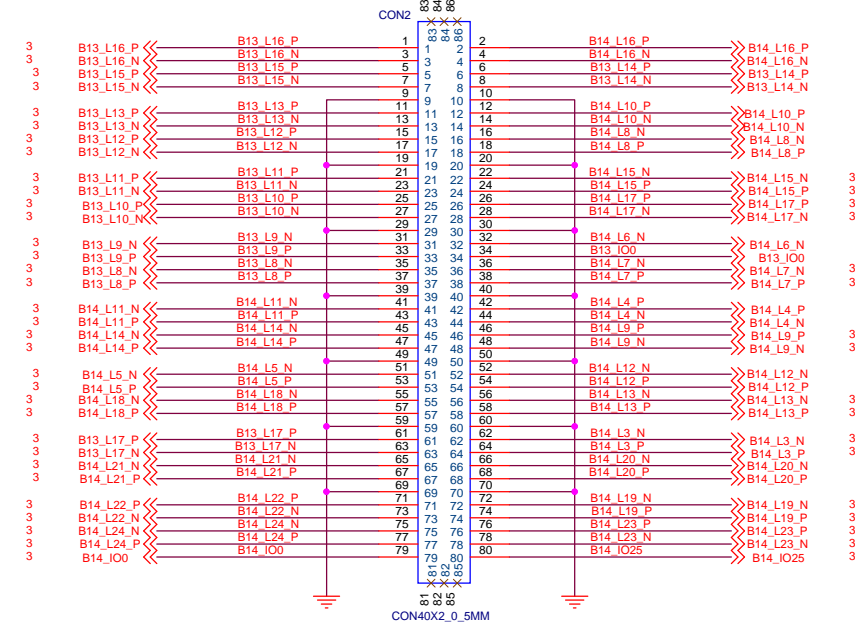 83 84 86
CON2
83 84 86
3 B13_L16_P B13_L16_P 1 1 2 2 B14_L16_P B14_L16_P
3 B13_L16_N B13_L16_N 3 3 4 4 B14_L16_N B14_L16_N
3 B13_L15_P B13_L15_P 5 5 6 6 B13_L14_P B13_L14_P
3 B13_L15_N B13_L15_N 7 7 8 8 B13_L14_N B13_L14_N
9 9 10 10
3 B13_L13_P B13_L13_P 11 11 12 12 B14_L10_P B14_L10_P
3 B13_L13_N B13_L13_N 13 13 14 14 B14_L10_N B14_L10_N
3 B13_L12_P B13_L12_P 15 15 16 16 B14_L8_N B14_L8_N
3 B13_L12_N B13_L12_N 17 17 18 18 B14_L8_P B14_L8_P
19 19 20 20
3 B13_L11_P B13_L11_P 21 21 22 22 B14_L15_N B14_L15_N 3
3 B13_L11_N B13_L11_N 23 23 24 24 B14_L15_P B14_L15_P 3
3 B13_L10_P B13_L10_P 25 25 26 26 B14_L17_P B14_L17_P 3
3 B13_L10_N B13_L10_N 27 27 28 28 B14_L17_N B14_L17_N 3
29 29 30 30
3 B13_L9_N B13_L9_N 31 31 32 32 B14_L6_N B14_L6_N
3 B13_L9_P B13_L9_P 33 33 34 34 B13_IO0 B13_IO0
3 B13_L8_N B13_L8_N 35 35 36 36 B14_L7_N B14_L7_N 3
3 B13_L8_P B13_L8_P 37 37 38 38 B14_L7_P B14_L7_P 3
39 39 40 40
3 B14_L11_N B14_L11_N 41 41 42 42 B14_L4_P B14_L4_P
3 B14_L11_P B14_L11_P 43 43 44 44 B14_L4_N B14_L4_N
3 B14_L14_N B14_L14_N 45 45 46 46 B14_L9_P B14_L9_P 3
3 B14_L14_P B14_L14_P 47 47 48 48 B14_L9_N B14_L9_N 3
49 49 50 50
3 B14_L5_N B14_L5_N 51 51 52 52 B14_L12_N B14_L12_N
3 B14_L5_P B14_L5_P 53 53 54 54 B14_L12_P B14_L12_P
3 B14_L18_N B14_L18_N 55 55 56 56 B14_L13_N B14_L13_N 3
3 B14_L18_P B14_L18_P 57 57 58 58 B14_L13_P B14_L13_P 3
59 59 60 60
3 B13_L17_P B13_L17_P 61 61 62 62 B14_L3_N B14_L3_N 3
3 B13_L17_N B13_L17_N 63 63 64 64 B14_L3_P B14_L3_P 3
3 B14_L21_N B14_L21_N 65 65 66 66 B14_L20_N B14_L20_N
3 B14_L21_P B14_L21_P 67 67 68 68 B14_L20_P B14_L20_P
69 69 70 70
3 B14_L22_P B14_L22_P 71 71 72 72 B14_L19_N B14_L19_N 3
3 B14_L22_N B14_L22_N 73 73 74 74 B14_L19_P B14_L19_P 3
3 B14_L24_N B14_L24_N 75 75 76 76 B14_L23_P B14_L23_P 3
3 B14_L24_P B14_L24_P 77 77 78 78 B14_L23_N B14_L23_N 3
3 B14_IO0 B14_IO0 79 79 80 80 B14_IO25 B14_IO25 3
81 82 85
81 82 85
CON40X2_0_5MM